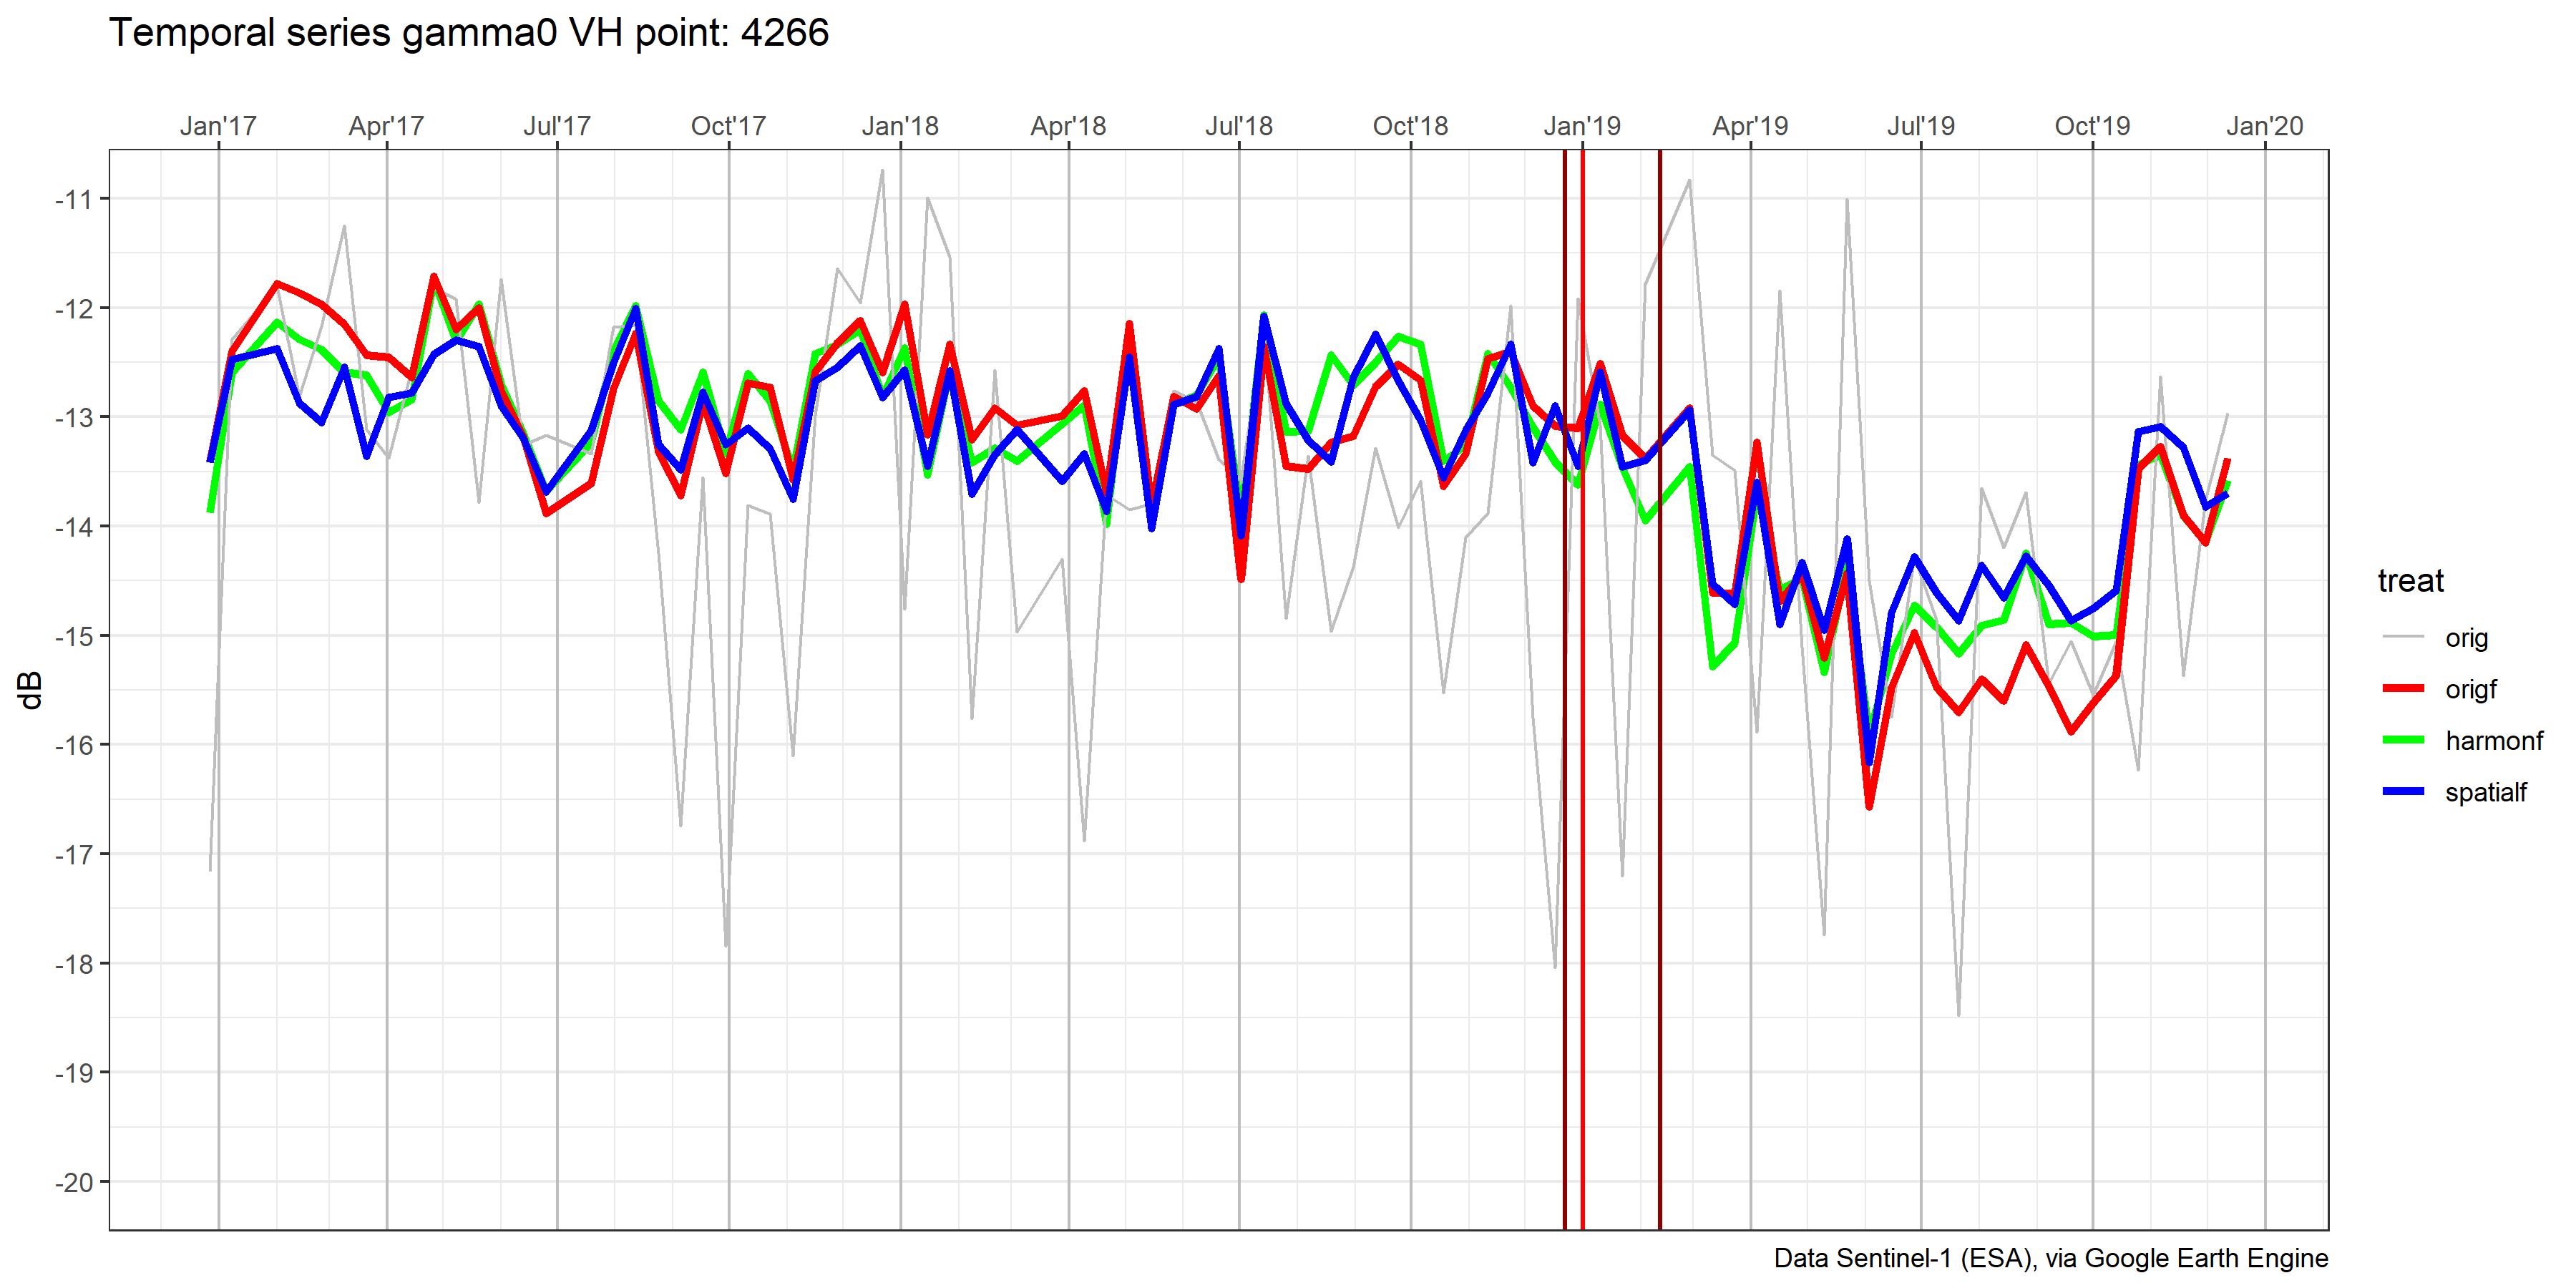 Temporal series gamma0 VH point: 4266
Jan'17 Apr'17 Jul'17 Oct'17 Jan'18 Apr'18 Jul'18 Oct'18 Jan'19 Apr'19 Jul'19 Oct'19 Jan'20
-11
-12
-13
-14
-15
-16
-17
-18
-19
-20
dB
treat
orig
origf
harmonf
spatialf
Data Sentinel-1 (ESA), via Google Earth Engine